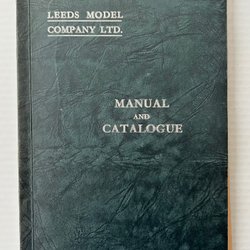 LEEDS MODEL
COMPANY LTD.
MANUAL
AND
CATALOGUE